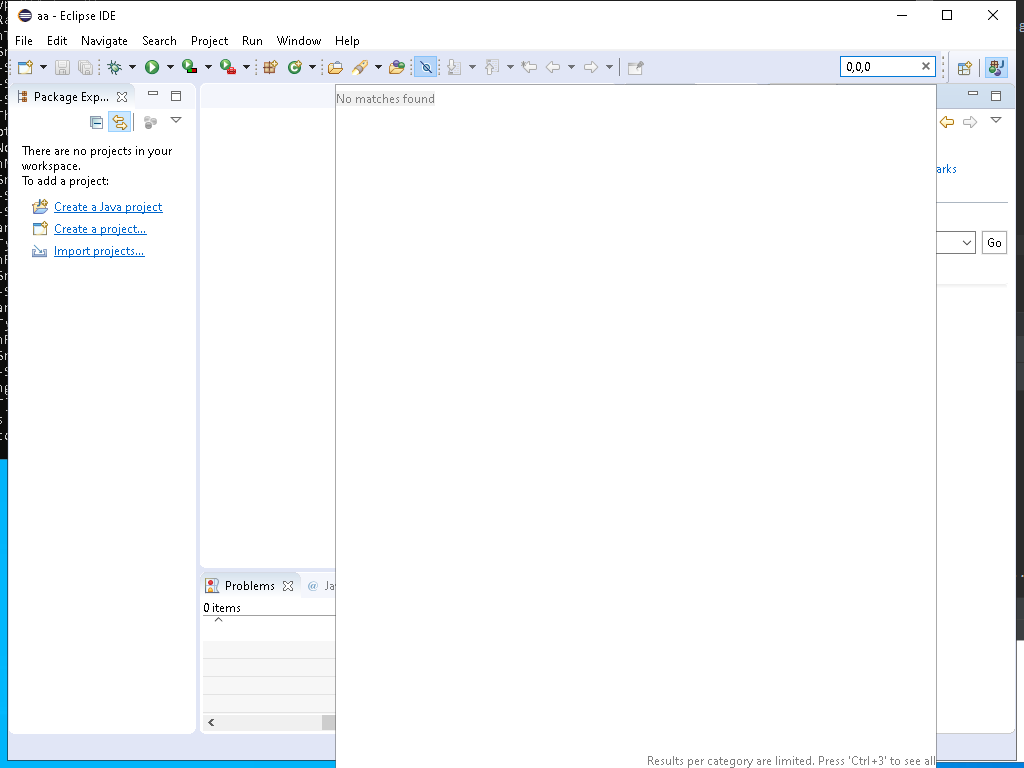 aa - Eclipse IDE
File Edit Navigate Search Project Run Window Help
0,0,0
Package Exp...
No matches found
There are no projects in your
workspace.
To add a project:
Create a Java project
Create a project...
Import projects...
arks
Go
Problems
@ Ja
0 items
Results per category are limited. Press 'Ctrl+3' to see all